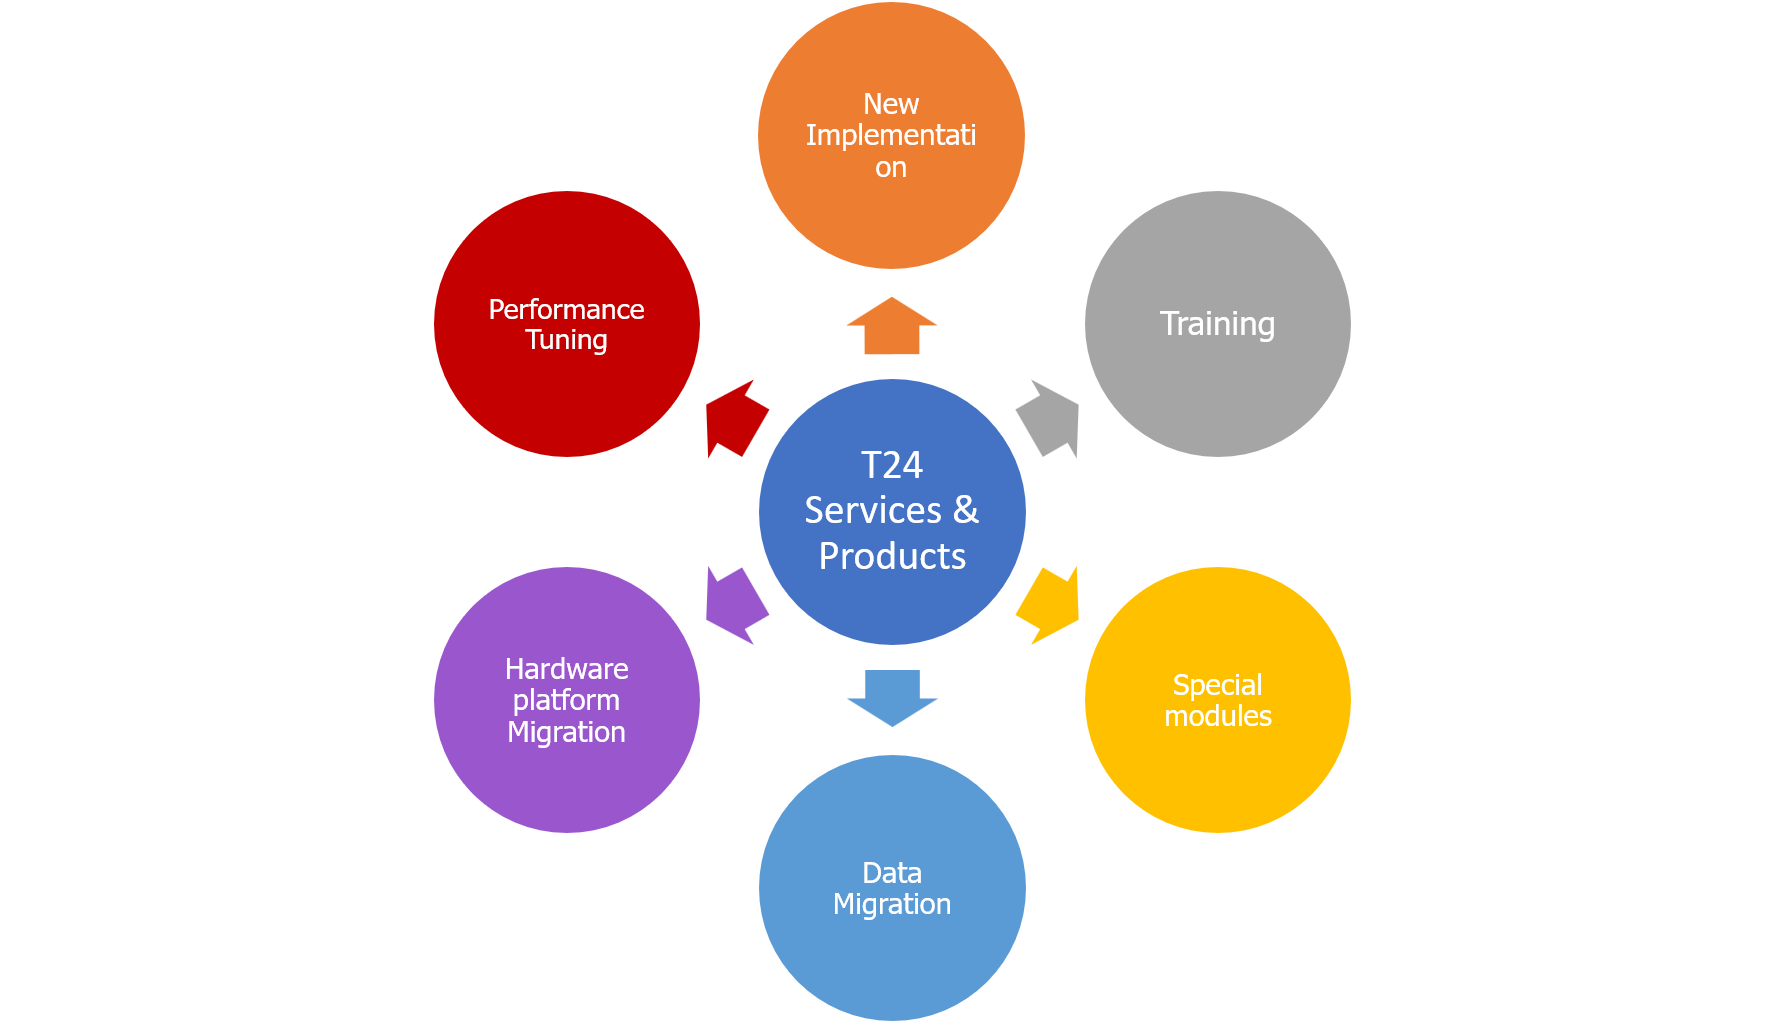 New
Implementati
on
Performance
Tuning
Training
T24
Services &
Products
Hardware
platform
Migration
Special
modules
Data
Migration